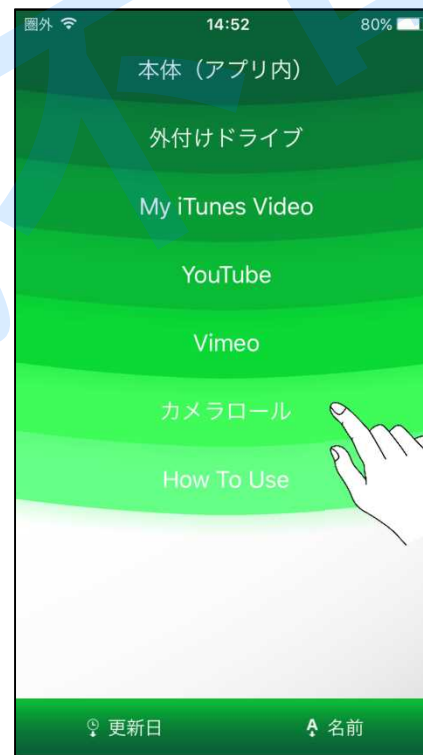 圏外 14:52 80%
本体（アプリ内）
外付けドライブ
My iTunes Video
YouTube
Vimeo
カメラロール
How To Use
更新日 名前